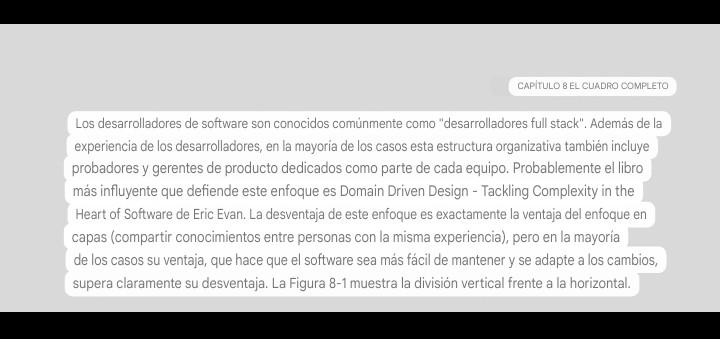 CAPÍTULO 8 EL CUADRO COMPLETO
Los desarrolladores de software son conocidos comúnmente como "desarrolladores full stack". Además de la
experiencia de los desarrolladores, en la mayoría de los casos esta estructura organizativa también incluye
probadores y gerentes de producto dedicados como parte de cada equipo. Probablemente el libro
más influyente que defiende este enfoque es Domain Driven Design - Tackling Complexity in the
Heart of Software de Eric Evan. La desventaja de este enfoque es exactamente la ventaja del enfoque en
capas (compartir conocimientos entre personas con la misma experiencia), pero en la mayoría
de los casos su ventaja, que hace que el software sea más fácil de mantener y se adapte a los cambios,
supera claramente su desventaja. La Figura 8-1 muestra la división vertical frente a la horizontal.